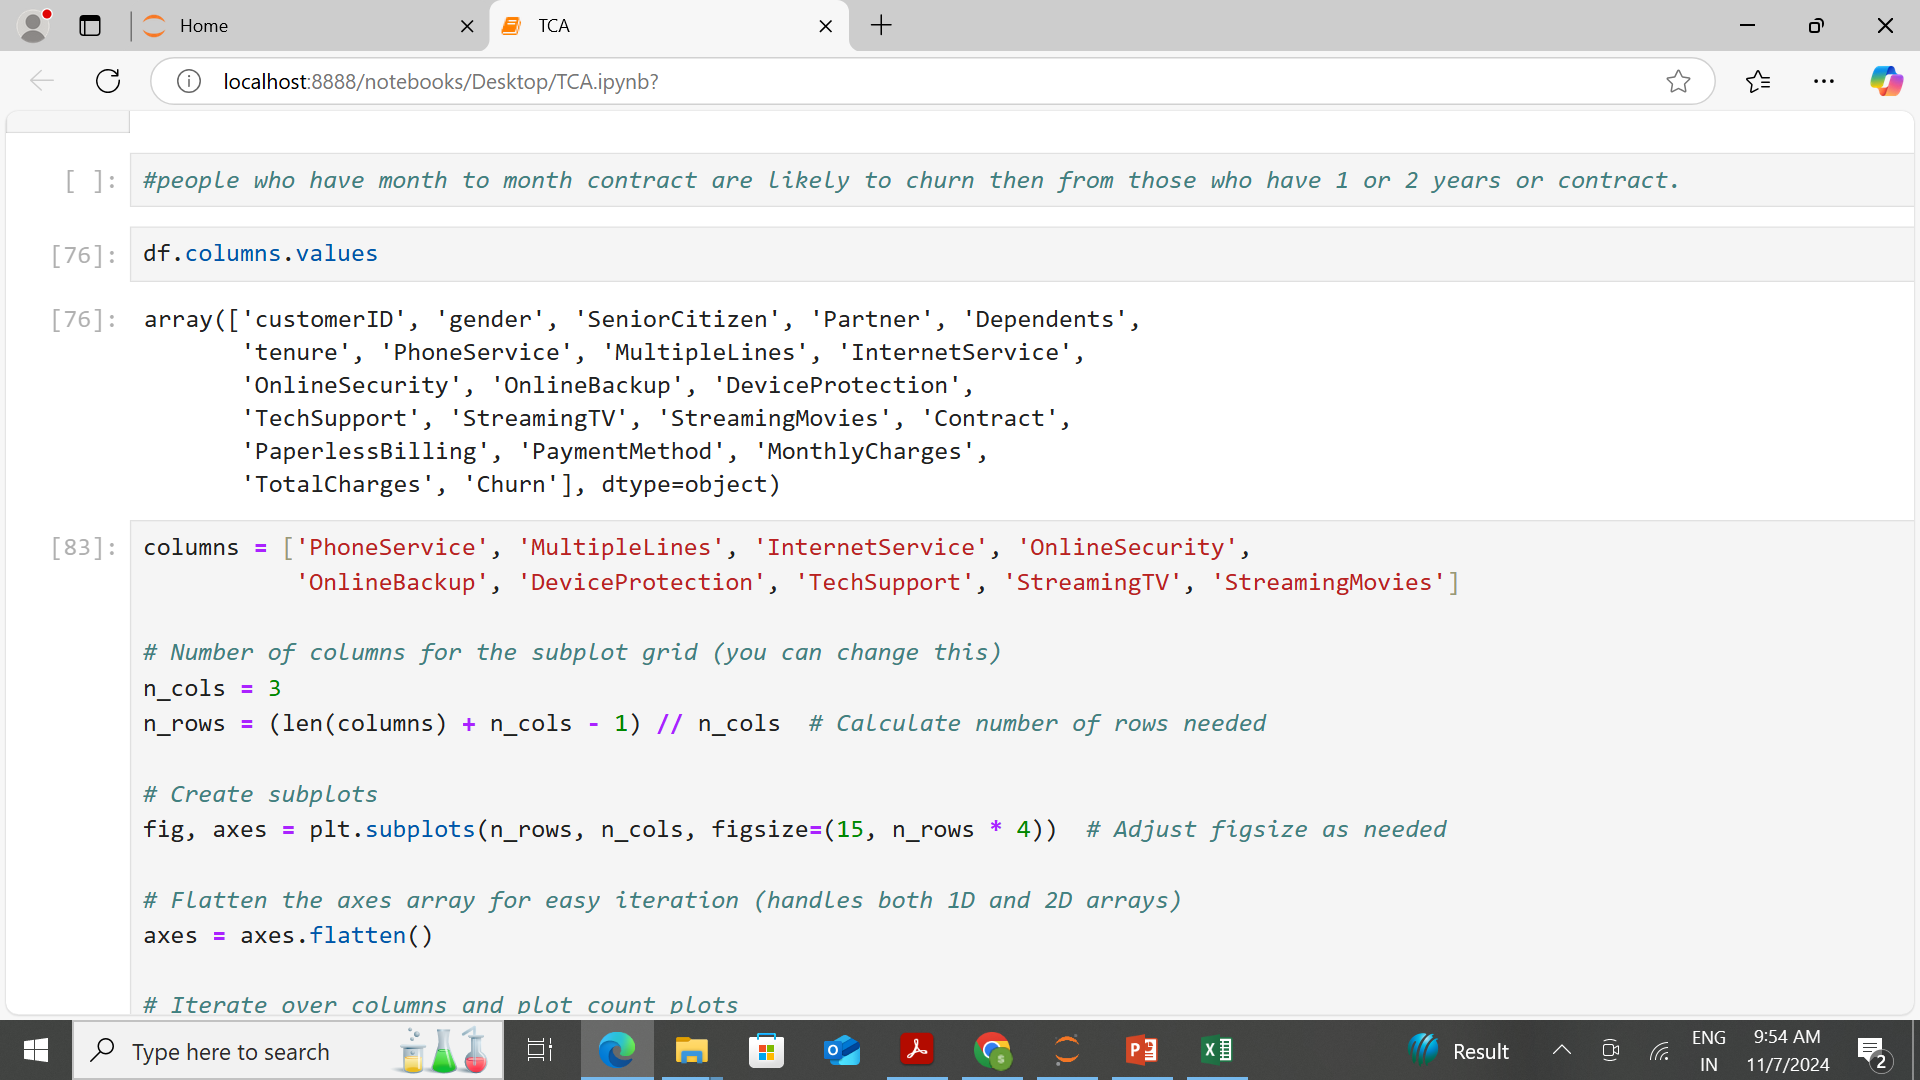 Home
TCA
localhost:8888/notebooks/Desktop/TCA.ipynb?
[ ]: #people who have month to month contract are likely to churn then from those who have 1 or 2 years or contract.
[76]: df.columns.values
[76]: array(['customerID', 'gender', 'SeniorCitizen', 'Partner', 'Dependents',
'tenure', 'PhoneService', 'MultipleLines', 'InternetService',
'OnlineSecurity', 'OnlineBackup', 'DeviceProtection',
'TechSupport', 'StreamingTV', 'StreamingMovies', 'Contract',
'PaperlessBilling', 'PaymentMethod', 'MonthlyCharges',
'TotalCharges', 'Churn'], dtype=object)
[83]: columns = ['PhoneService', 'MultipleLines', 'InternetService', 'OnlineSecurity',
'OnlineBackup', 'DeviceProtection', 'TechSupport', 'StreamingTV', 'StreamingMovies']
# Number of columns for the subplot grid (you can change this)
n_cols = 3
n_rows = (len(columns) + n_cols - 1) // n_cols  # Calculate number of rows needed
# Create subplots
fig, axes = plt.subplots(n_rows, n_cols, figsize=(15, n_rows * 4))  # Adjust figsize as needed
# Flatten the axes array for easy iteration (handles both 1D and 2D arrays)
axes = axes.flatten()
# Iterate over columns and plot count plots
Type here to search
Result
ENG
IN
9:54 AM
11/7/2024
2